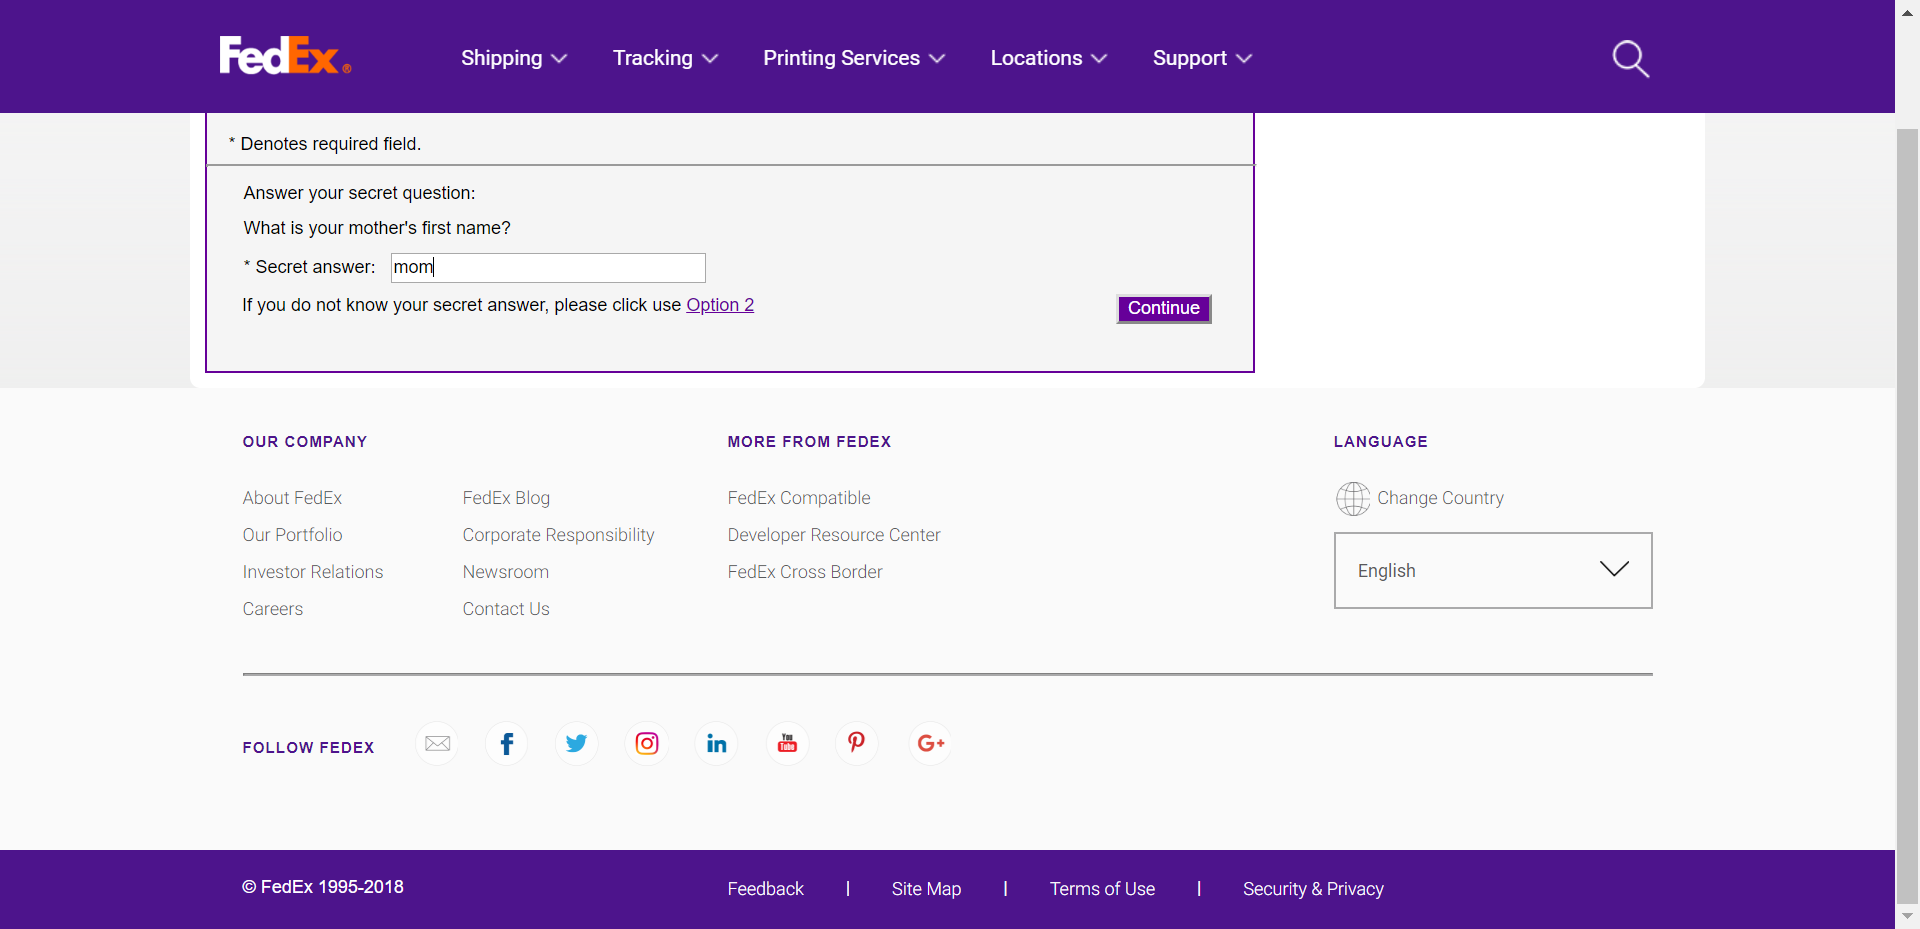 FedEx®
Shipping
Tracking
Printing Services
Locations
Support
* Denotes required field.
Answer your secret question:
What is your mother's first name?
* Secret answer: mom
If you do not know your secret answer, please click use Option 2
Continue
OUR COMPANY
About FedEx
Our Portfolio
Investor Relations
Careers
FedEx Blog
Corporate Responsibility
Newsroom
Contact Us
MORE FROM FEDEX
FedEx Compatible
Developer Resource Center
FedEx Cross Border
LANGUAGE
Change Country
English
FOLLOW FEDEX
f
in
You Tube
G+
© FedEx 1995-2018
Feedback | Site Map | Terms of Use | Security & Privacy